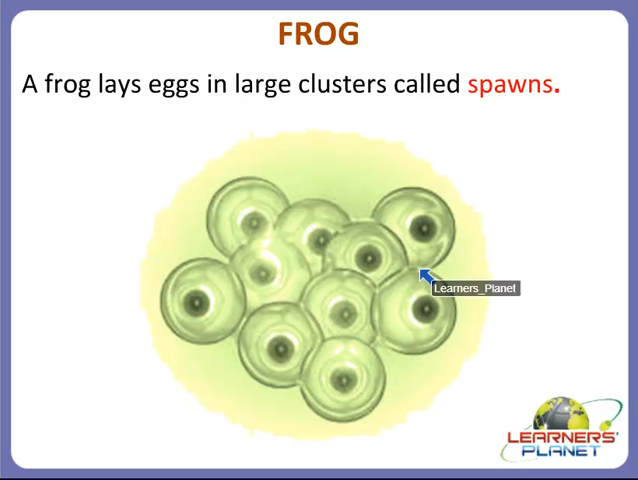 FROG
A frog lays eggs in large clusters called spawns.
Learners_Planet
LEARNERS'
PLANET